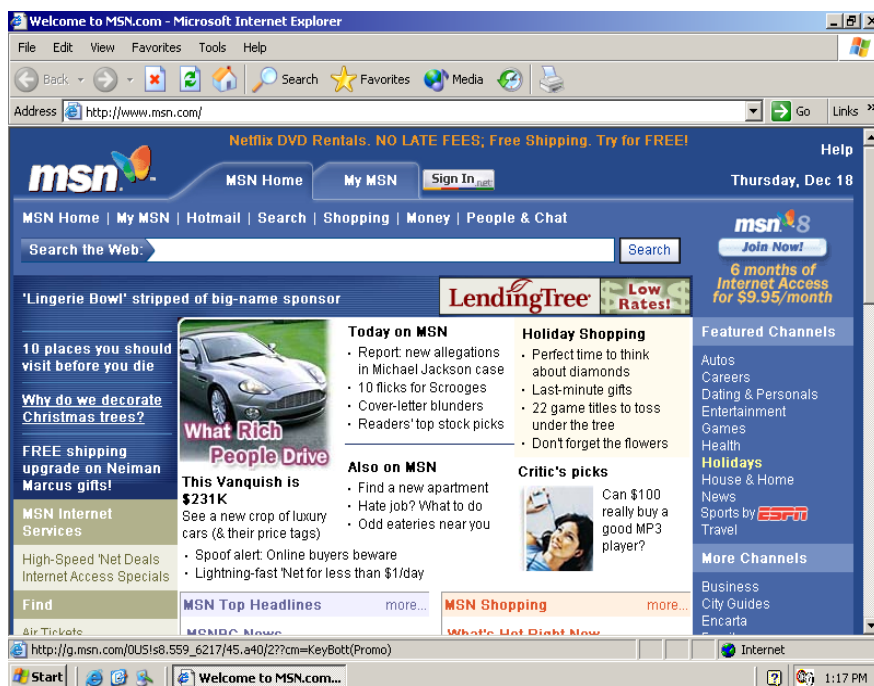 Welcome to MSN.com - Microsoft Internet Explorer
File Edit View Favorites Tools Help
Back Search Favorites Media
Address http://www.msn.com/ Go Links »
Netflix DVD Rentals. NO LATE FEES; Free Shipping. Try for FREE!
Help
msn MSN Home My MSN Sign In .net
Thursday, Dec 18
MSN Home | My MSN | Hotmail | Search | Shopping | Money | People & Chat
Search the Web: Search
msn 8
Join Now!
6 months of
Internet Access
for $9.95/month
'Lingerie Bowl' stripped of big-name sponsor
LendingTree Low
Rates!
10 places you should
visit before you die
Why do we decorate
Christmas trees?
FREE shipping
upgrade on Neiman
Marcus gifts!
MSN Internet
Services
High-Speed 'Net Deals
Internet Access Specials
Find
Air Tickets
What Rich
People Drive
This Vanquish is
$231K
See a new crop of luxury
cars (& their price tags)
· Spoof alert: Online buyers beware
· Lightning-fast 'Net for less than $1/day
Today on MSN
· Report: new allegations
in Michael Jackson case
· 10 flicks for Scrooges
· Cover-letter blunders
· Readers' top stock picks
Also on MSN
· Find a new apartment
· Hate job? What to do
· Odd eateries near you
Holiday Shopping
· Perfect time to think
about diamonds
· Last-minute gifts
· 22 game titles to toss
under the tree
· Don't forget the flowers
Critic's picks
Can $100
really buy a
good MP3
player?
Featured Channels
Autos
Careers
Dating & Personals
Entertainment
Games
Health
Holidays
House & Home
News
Sports by ESPN
Travel
More Channels
Business
City Guides
Encarta
MSN Top Headlines more...
MSNBC News
MSN Shopping more...
What's Hot Right Now
http://g.msn.com/0US!s8.559_6217/45.a40/2??cm=KeyBott(Promo) Internet
Start Welcome to MSN.com... 1:17 PM